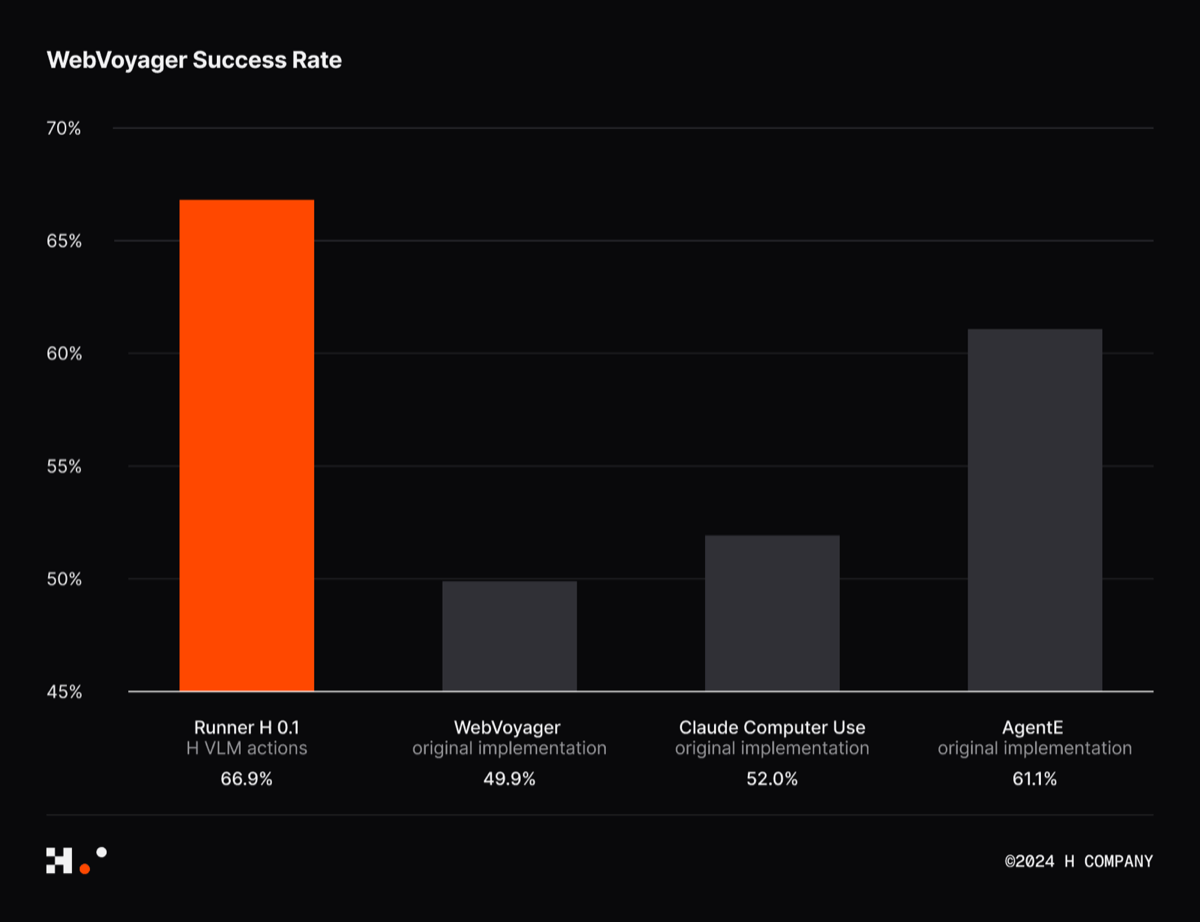 WebVoyager Success Rate
70%
65%
60%
55%
50%
45%
Runner H 0.1
H VLM actions
66.9%
WebVoyager
original implementation
49.9%
Claude Computer Use
original implementation
52.0%
AgentE
original implementation
61.1%
H
©2024 H COMPANY